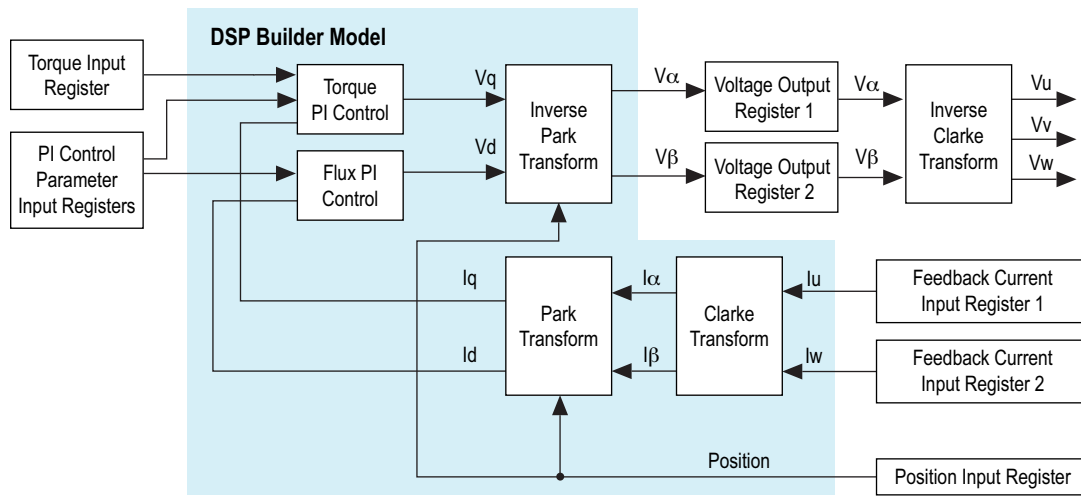 DSP Builder Model
Torque Input
Register
PI Control
Parameter
Input Registers
Torque
PI Control
Flux PI
Control
Vq
Vd
Inverse
Park
Transform
Vα
Vβ
Voltage Output
Register 1
Voltage Output
Register 2
Vα
Vβ
Inverse
Clarke
Transform
Vu
Vv
Vw
Iq
Id
Park
Transform
Iα
Iβ
Clarke
Transform
Iu
Iw
Feedback Current
Input Register 1
Feedback Current
Input Register 2
Position
Position Input Register